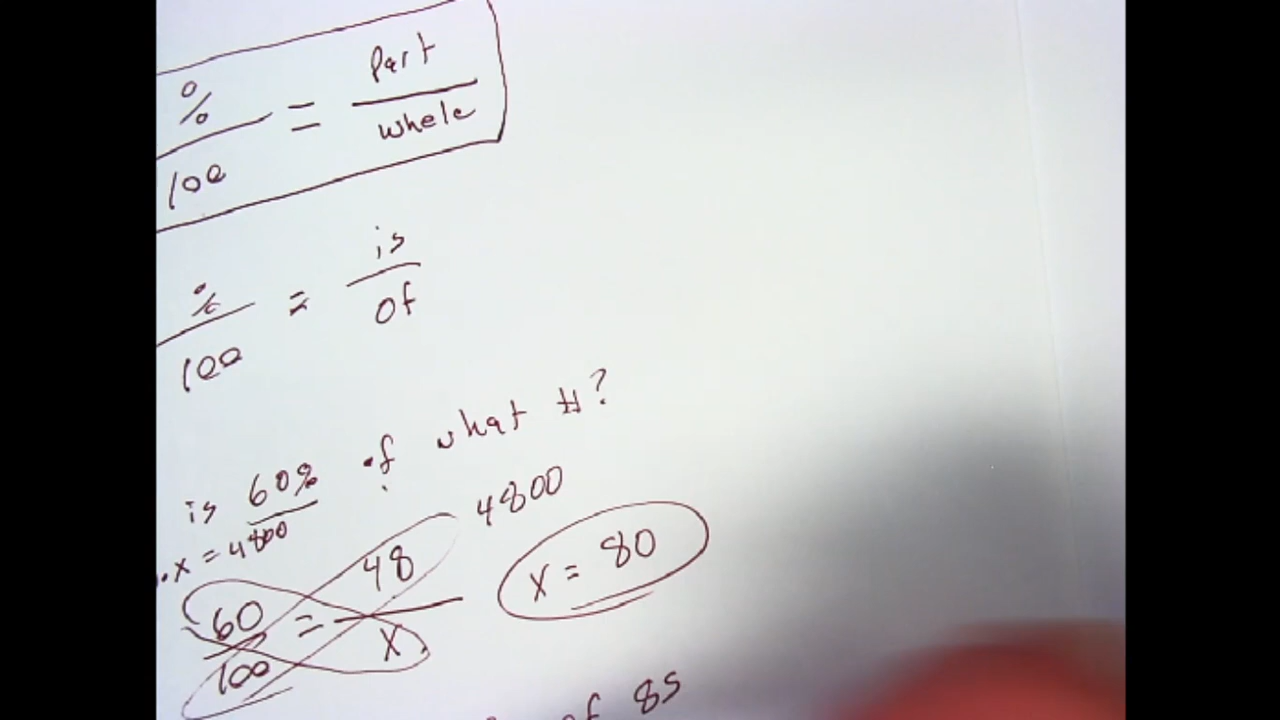 % / 100 = Part / whole
% / 100 = is / of
is 60% of what #?
• x = 4800
4800
60 / 100 = 48 / x
x = 80
of 85